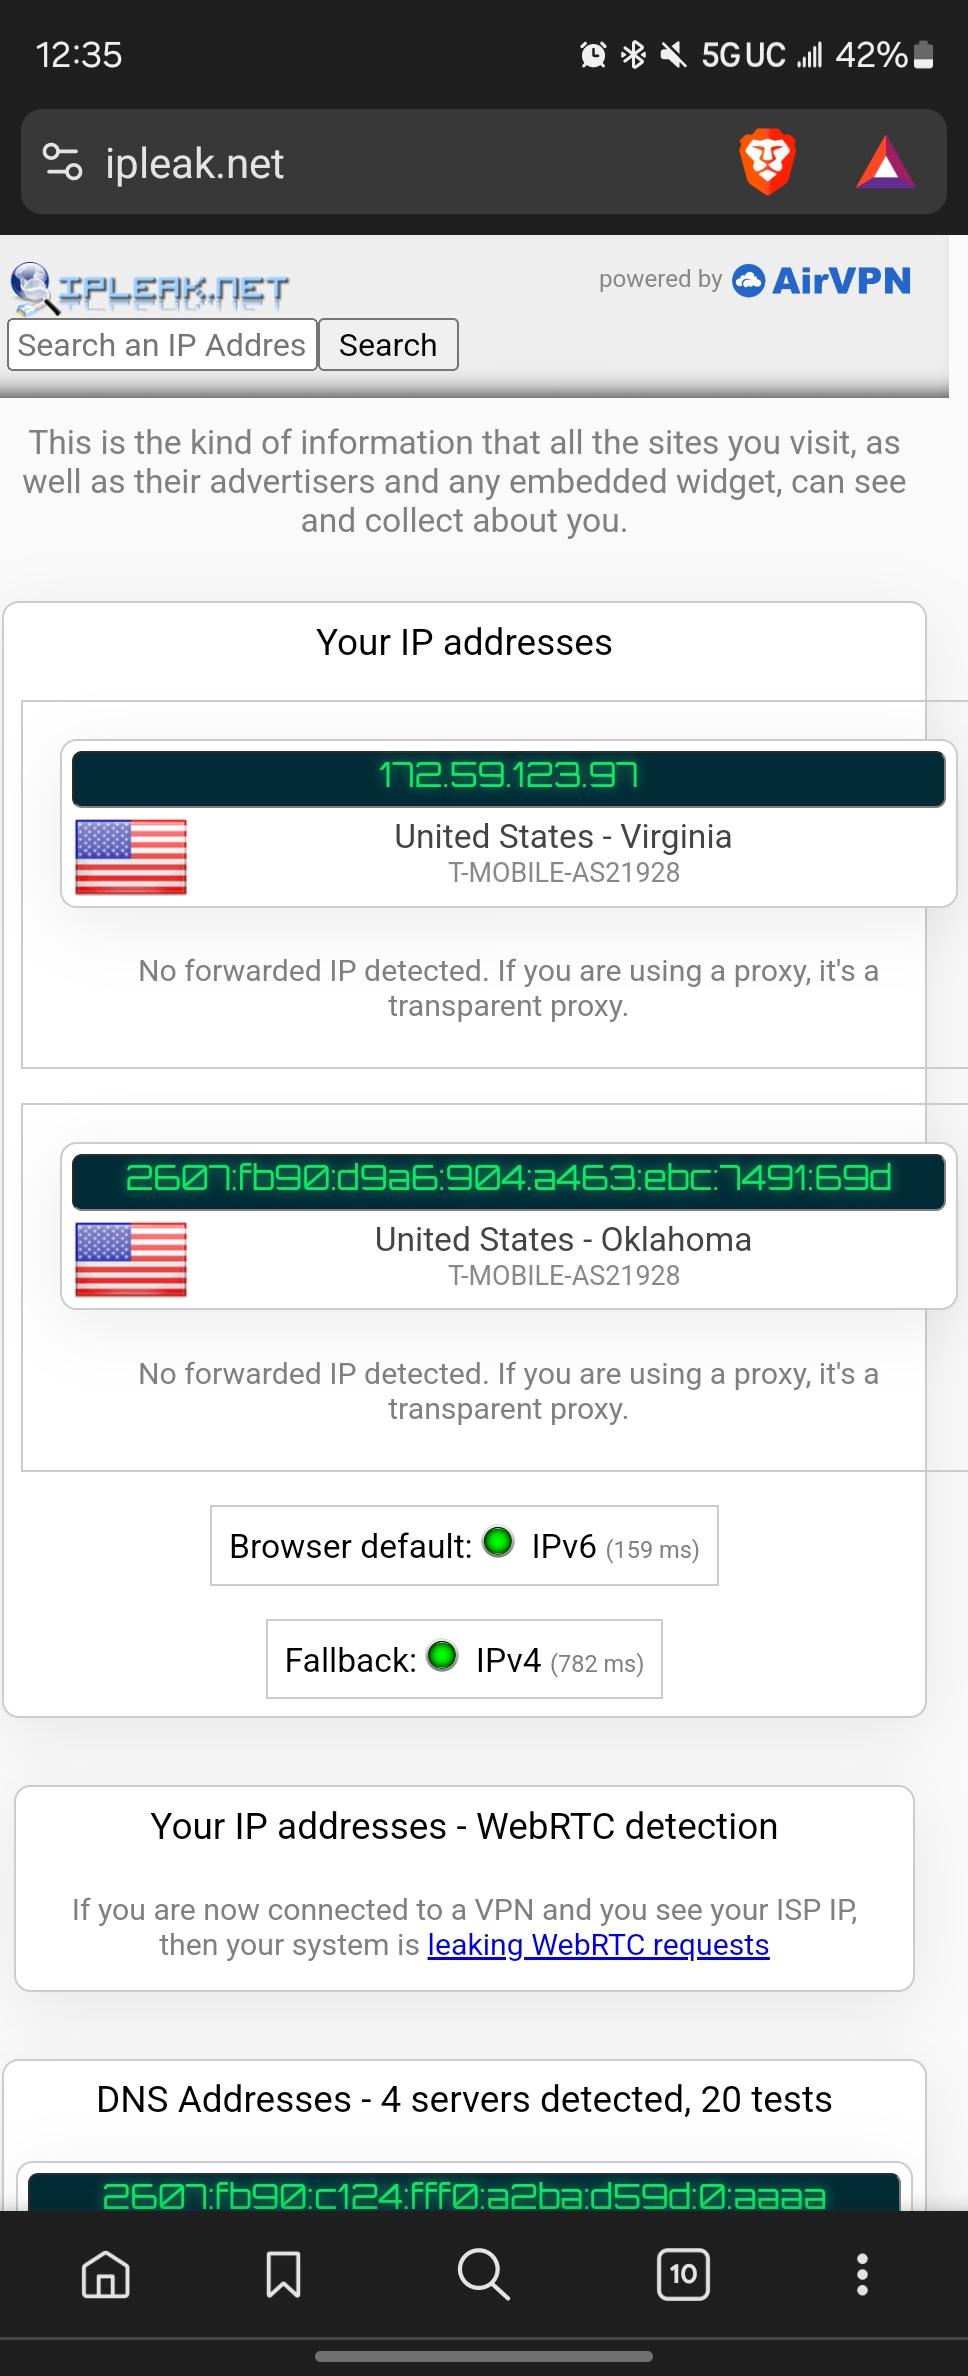 12:35
5G UC
42%
ipleak.net
IPLEAK.NET
powered by AirVPN
Search an IP Addres
Search
This is the kind of information that all the sites you visit, as
well as their advertisers and any embedded widget, can see
and collect about you.
Your IP addresses
172.59.123.97
United States - Virginia
T-MOBILE-AS21928
No forwarded IP detected. If you are using a proxy, it's a
transparent proxy.
2607:fb90:d9a6:904:a463:ebc:7491:69d
United States - Oklahoma
T-MOBILE-AS21928
No forwarded IP detected. If you are using a proxy, it's a
transparent proxy.
Browser default: IPv6 (159 ms)
Fallback: IPv4 (782 ms)
Your IP addresses - WebRTC detection
If you are now connected to a VPN and you see your ISP IP,
then your system is leaking WebRTC requests
DNS Addresses - 4 servers detected, 20 tests
2607:fb90:c124:fff0:a2ba:d59d:0:aaaa
10